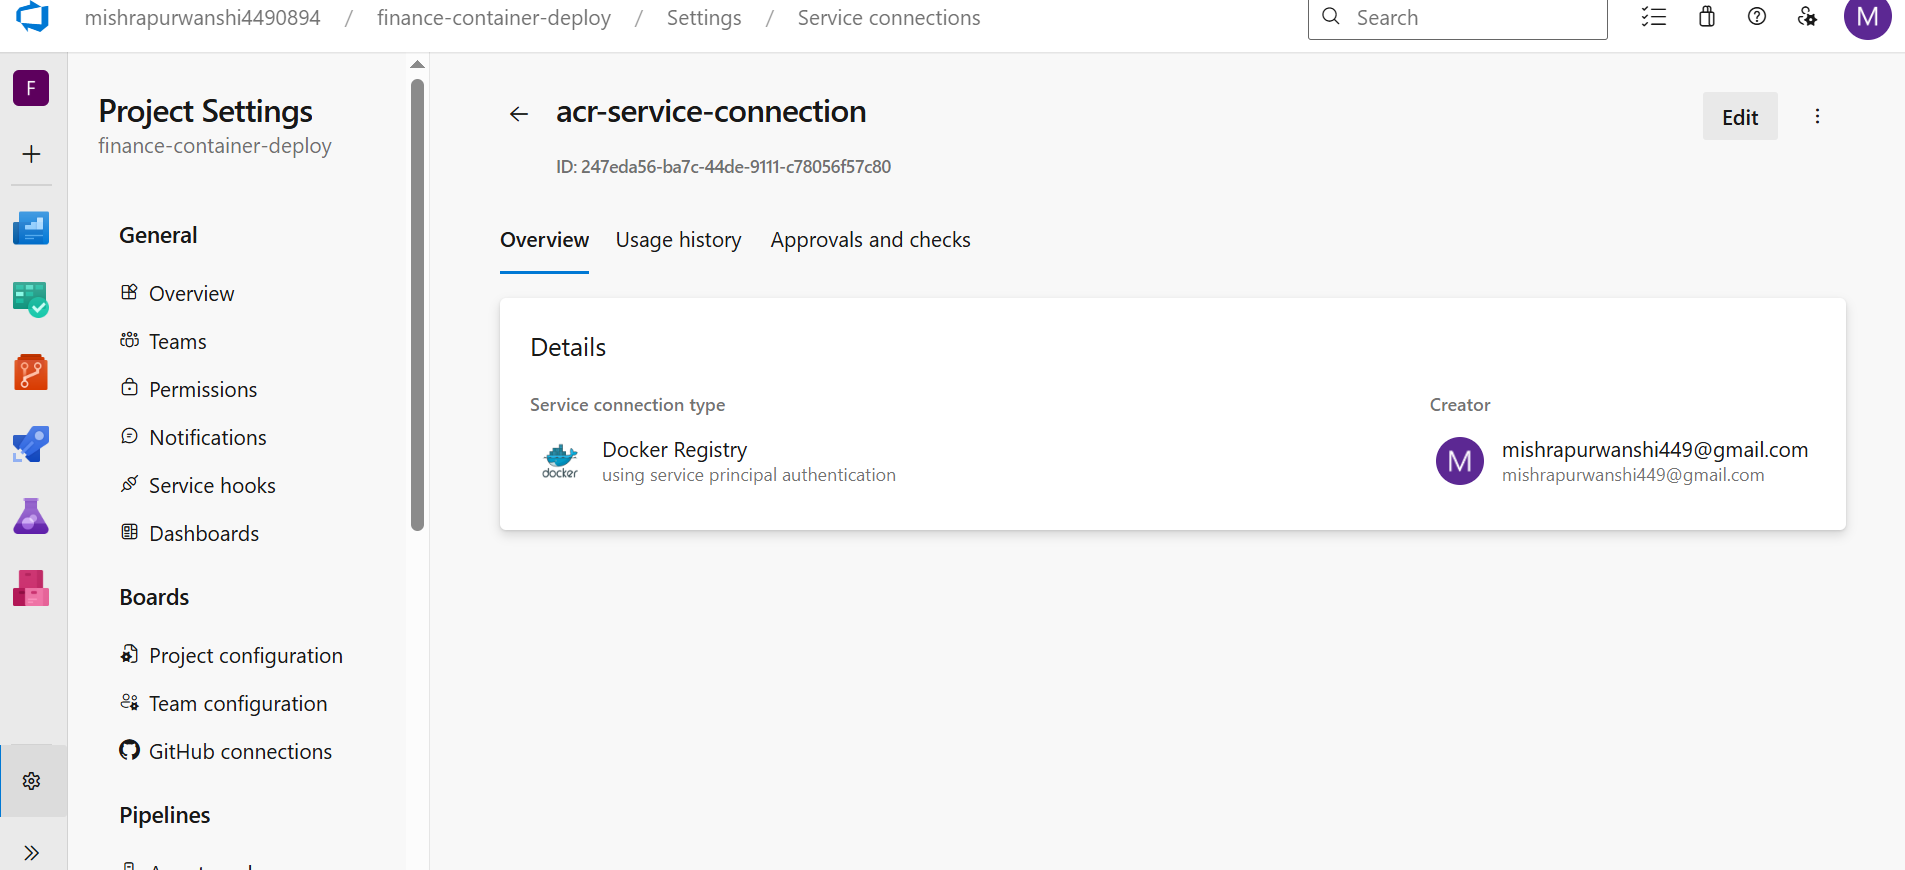 mishrapurwanshi4490894 / finance-container-deploy / Settings / Service connections
Search
M
F
Project Settings
finance-container-deploy
General
Overview
Teams
Permissions
Notifications
Service hooks
Dashboards
Boards
Project configuration
Team configuration
GitHub connections
Pipelines
acr-service-connection
Edit
ID: 247eda56-ba7c-44de-9111-c78056f57c80
Overview Usage history Approvals and checks
Details
Service connection type
docker
Docker Registry
using service principal authentication
Creator
M
mishrapurwanshi449@gmail.com
mishrapurwanshi449@gmail.com